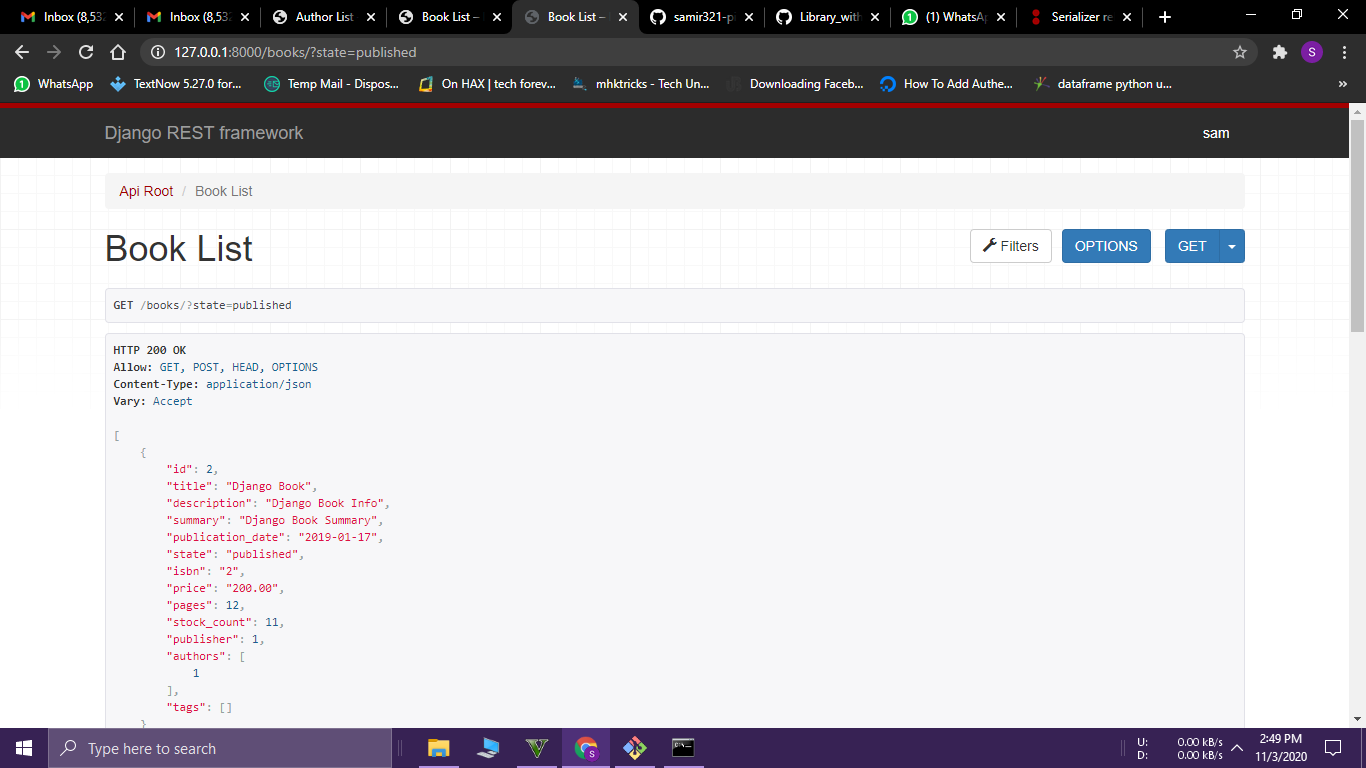 Inbox (8,532
Inbox (8,532
Author List
Book List –
Book List –
samir321-p
Library_with
(1) WhatsAp
Serializer re
127.0.0.1:8000/books/?state=published
S
WhatsApp
TextNow 5.27.0 for...
Temp Mail - Dispos...
On HAX | tech forev...
mhktricks - Tech Un...
Downloading Faceb...
How To Add Authe...
dataframe python u...
»
Django REST framework
sam
Api Root / Book List
Book List
Filters
OPTIONS
GET
GET /books/?state=published
HTTP 200 OK
Allow: GET, POST, HEAD, OPTIONS
Content-Type: application/json
Vary: Accept
[
{
"id": 2,
"title": "Django Book",
"description": "Django Book Info",
"summary": "Django Book Summary",
"publication_date": "2019-01-17",
"state": "published",
"isbn": "2",
"price": "200.00",
"pages": 12,
"stock_count": 11,
"publisher": 1,
"authors": [
1
],
"tags": []
}
Type here to search
U: 0.00 kB/s
D: 0.00 kB/s
2:49 PM
11/3/2020